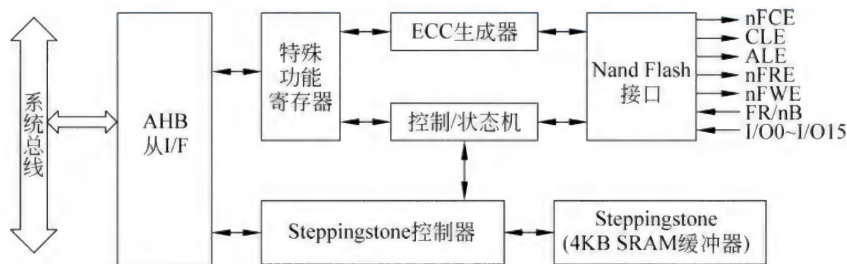 系统总线
AHB
从I/F
特殊
功能
寄存器
ECC生成器
控制/状态机
Nand Flash
接口
nFCE
CLE
ALE
nFRE
nFWE
FR/nB
I/O0~I/O15
Steppingstone控制器
Steppingstone
(4KB SRAM缓冲器)